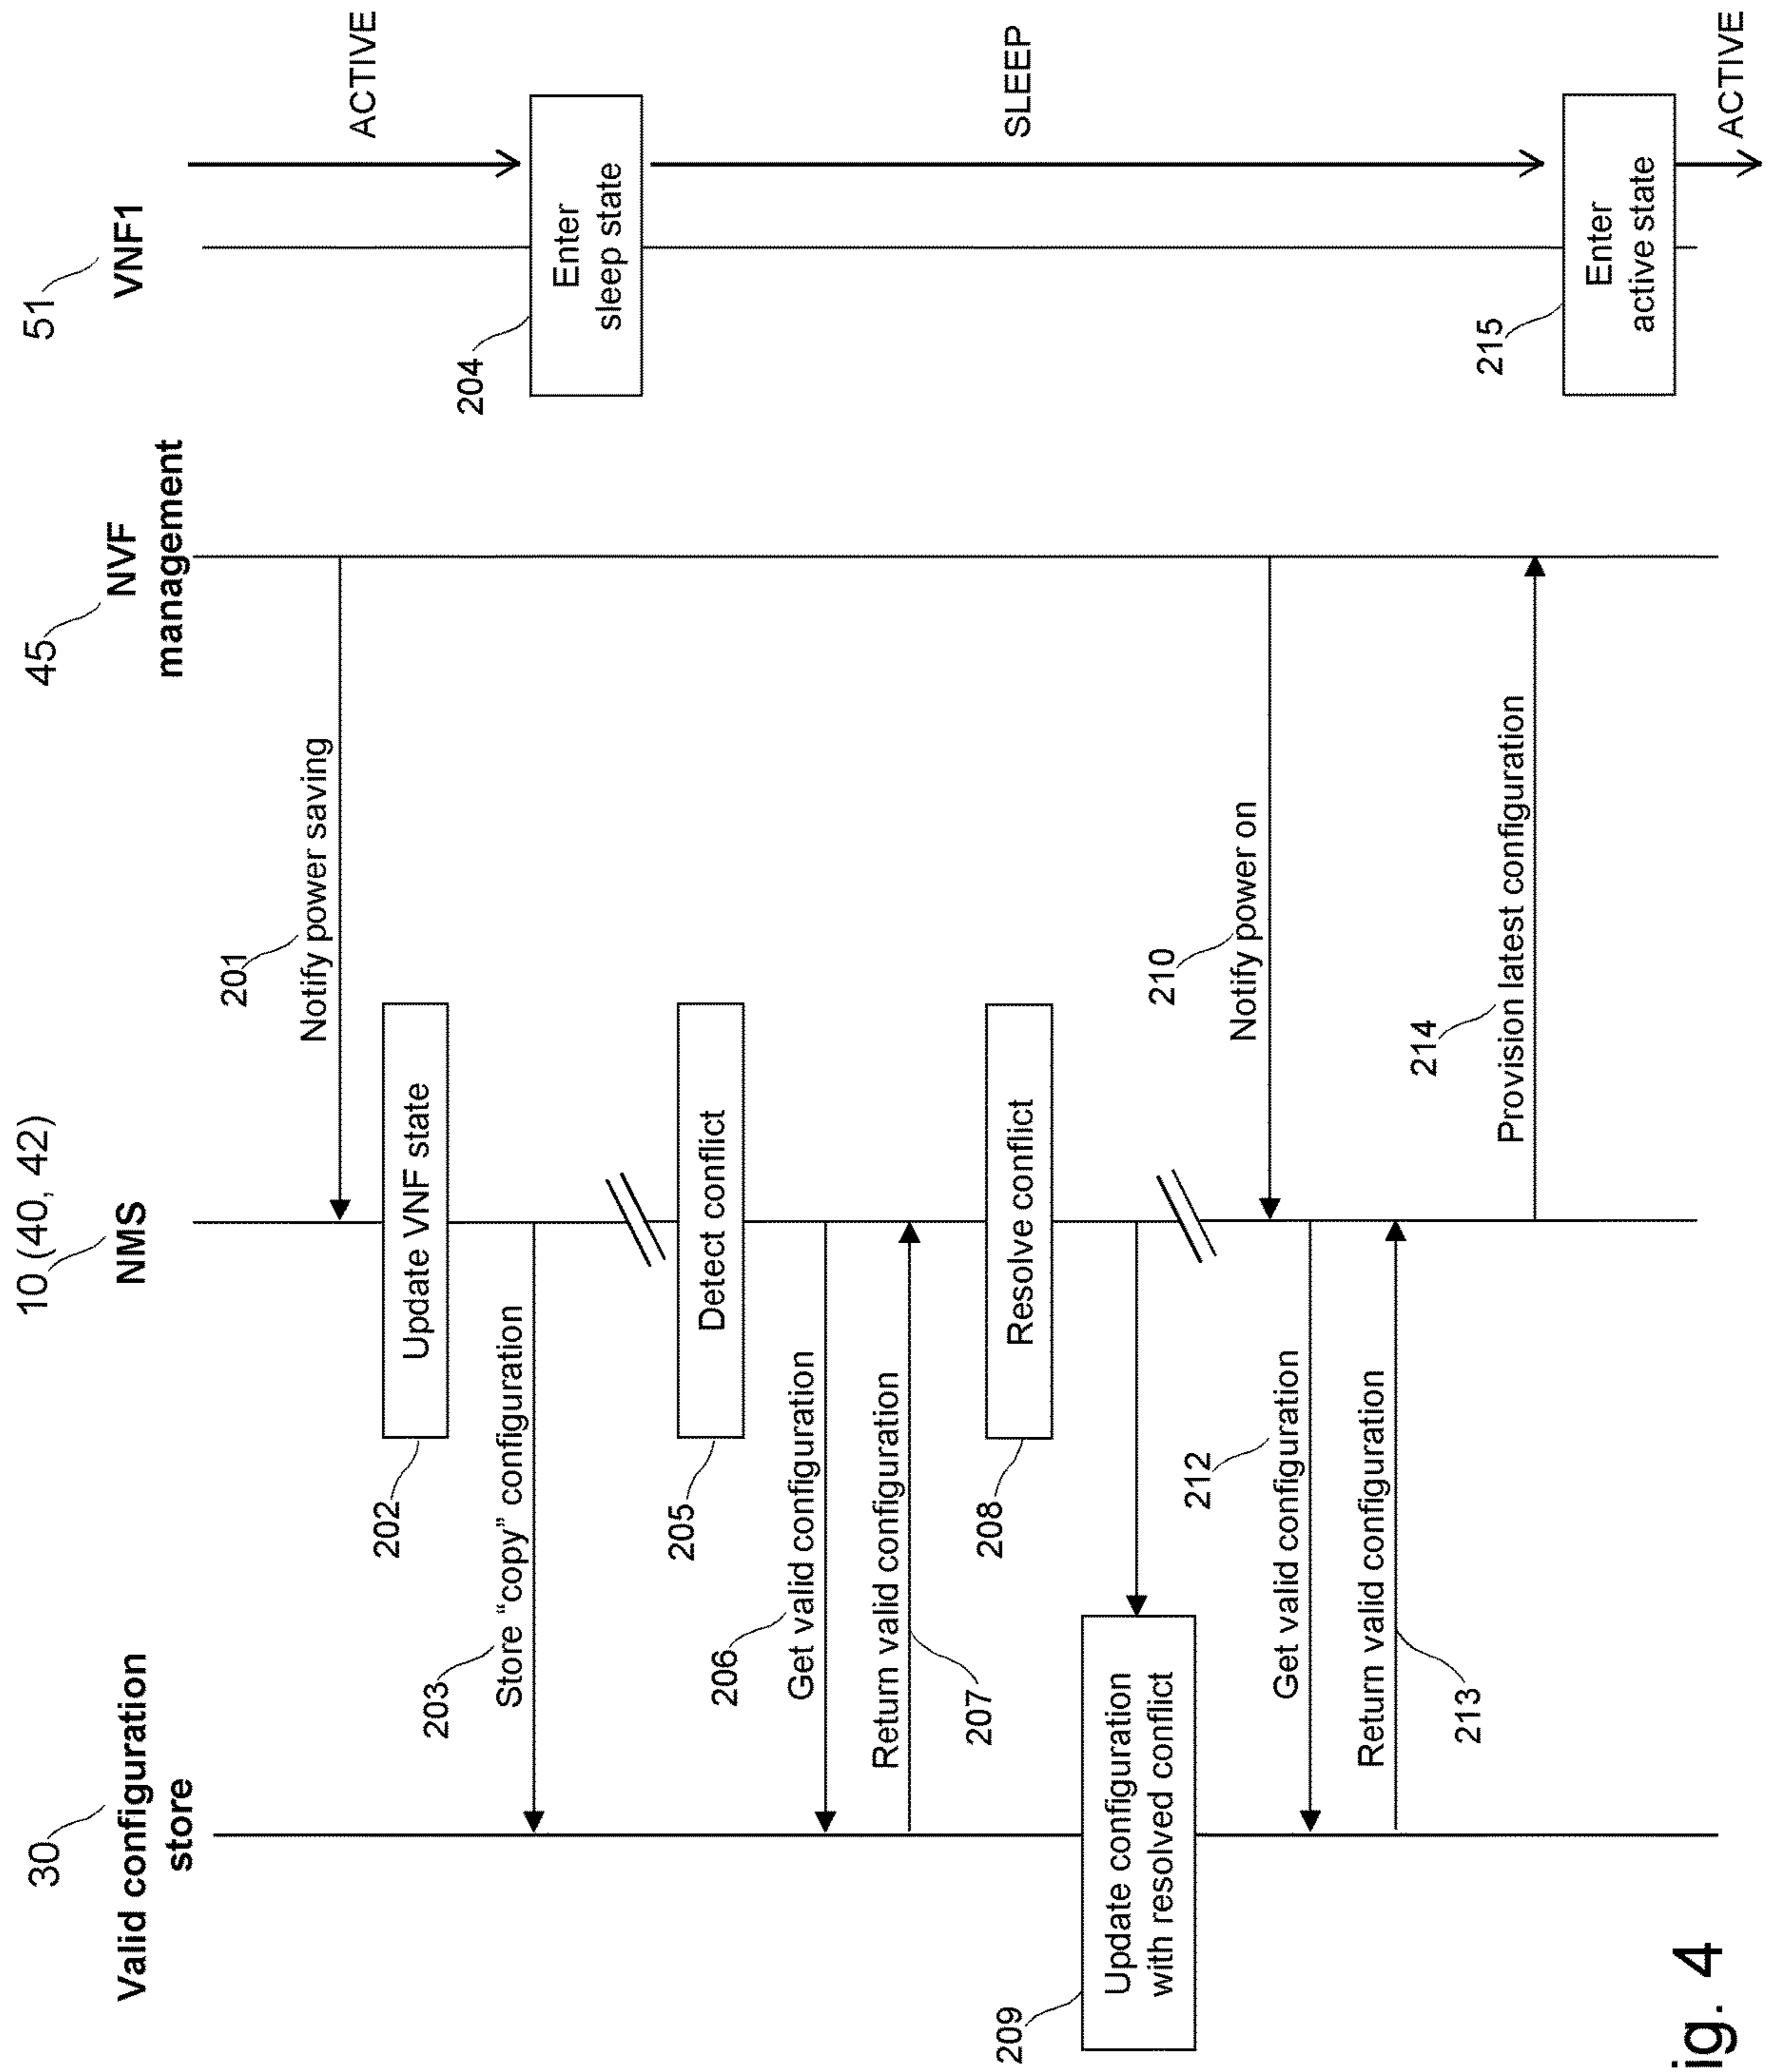 30
Valid configuration
store
10 (40, 42)
NMS
45
NVF
management
51
VNF1
201
Notify power saving
ACTIVE
202
Update VNF state
203
Store “copy” configuration
204
Enter
sleep state
205
Detect conflict
206
Get valid configuration
Return valid configuration
207
208
Resolve conflict
SLEEP
209
Update configuration
with resolved conflict
210
Notify power on
212
Get valid configuration
Return valid configuration
213
214
Provision latest configuration
215
Enter
active state
ACTIVE
ig. 4